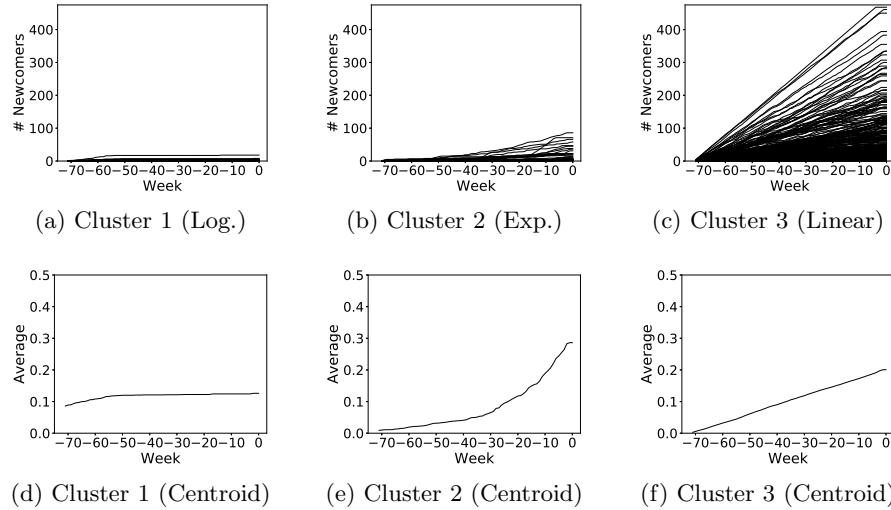 # Newcomers
400
300
200
100
0
−70−60−50−40−30−20−10 0
Week
(a) Cluster 1 (Log.)
# Newcomers
400
300
200
100
0
−70−60−50−40−30−20−10 0
Week
(b) Cluster 2 (Exp.)
# Newcomers
400
300
200
100
0
−70−60−50−40−30−20−10 0
Week
(c) Cluster 3 (Linear)
Average
0.5
0.4
0.3
0.2
0.1
0.0
−70−60−50−40−30−20−10 0
Week
(d) Cluster 1 (Centroid)
Average
0.5
0.4
0.3
0.2
0.1
0.0
−70−60−50−40−30−20−10 0
Week
(e) Cluster 2 (Centroid)
Average
0.5
0.4
0.3
0.2
0.1
0.0
−70−60−50−40−30−20−10 0
Week
(f) Cluster 3 (Centroid)